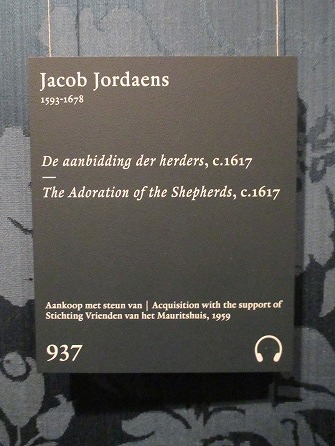 Jacob Jordaens
1593-1678
De aanbidding der herders, c.1617
The Adoration of the Shepherds, c.1617
Aankoop met steun van | Acquisition with the support of
Stichting Vrienden van het Mauritshuis, 1959
937